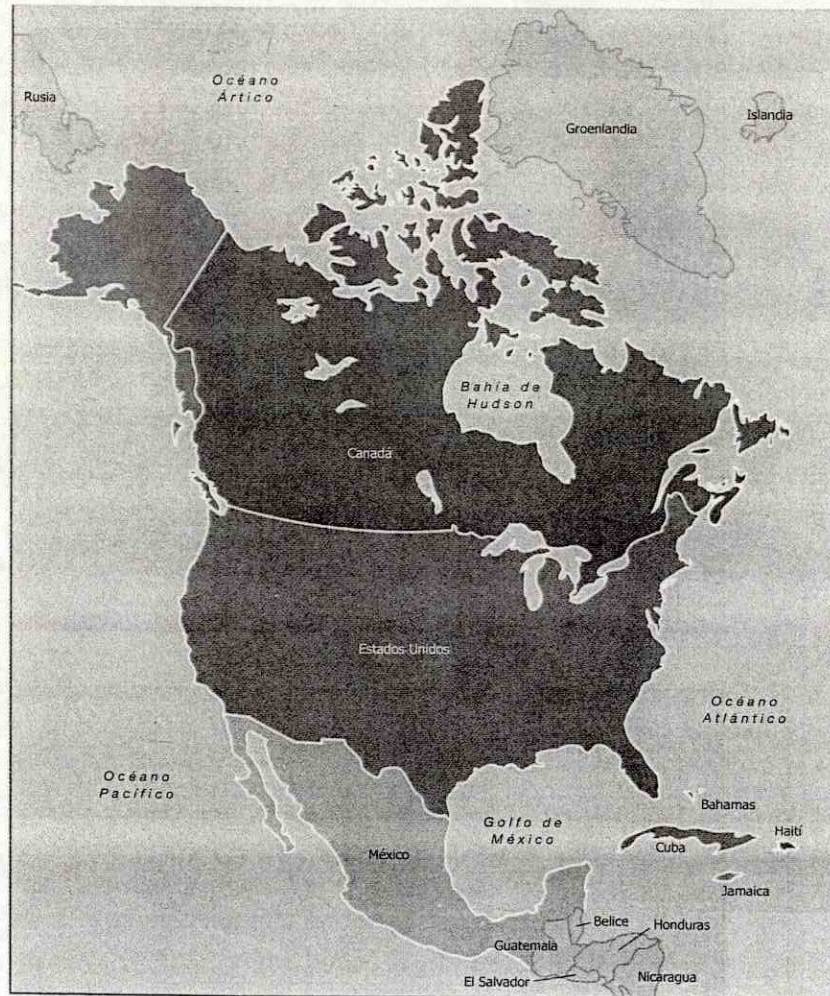 Océano
Ártico
Rusia
Groenlandia
Islandia
Bahía de
Hudson
Canadá
Estados Unidos
Océano
Atlántico
Océano
Pacífico
Golfo de
México
Bahamas
Haití
Cuba
México
Jamaica
Belice
Honduras
Guatemala
El Salvador
Nicaragua